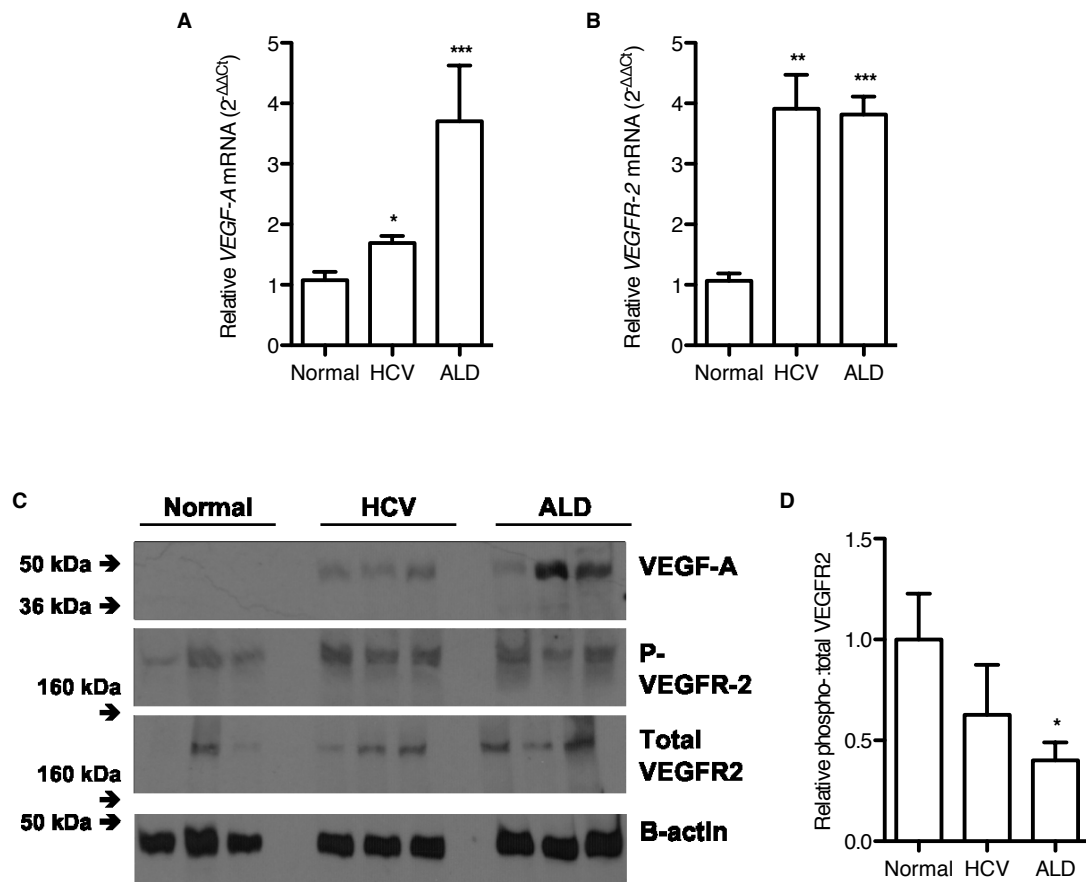 A
Relative VEGF-A mRNA (2-ΔΔCt)
5
4
3
2
1
0
*
***
Normal HCV ALD
B
Relative VEGFR-2 mRNA (2-ΔΔCt)
5
4
3
2
1
0
**
***
Normal HCV ALD
C
Normal HCV ALD
50 kDa →
36 kDa →
VEGF-A
160 kDa
→
P-
VEGFR-2
160 kDa
→
Total
VEGFR2
50 kDa →
B-actin
D
Relative phospho-:total VEGFR2
1.5
1.0
0.5
0.0
*
Normal HCV ALD